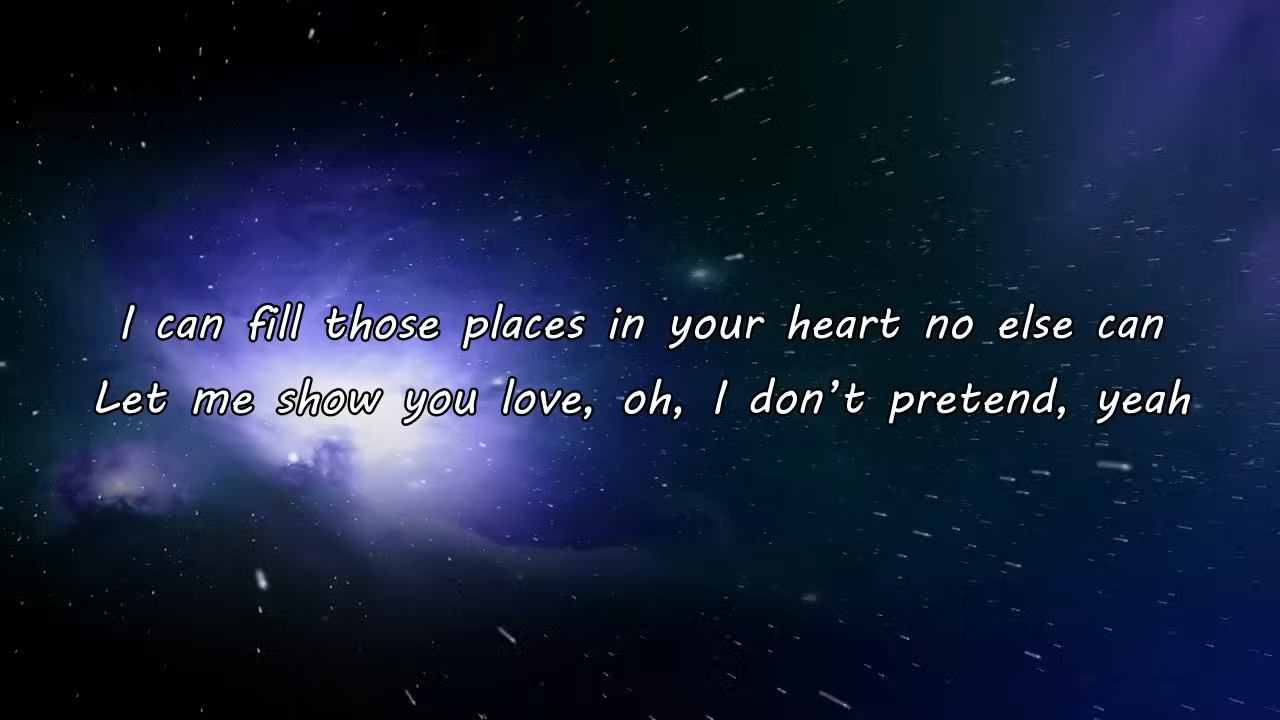 I can fill those places in your heart no else can
Let me show you love, oh, I don’t pretend, yeah